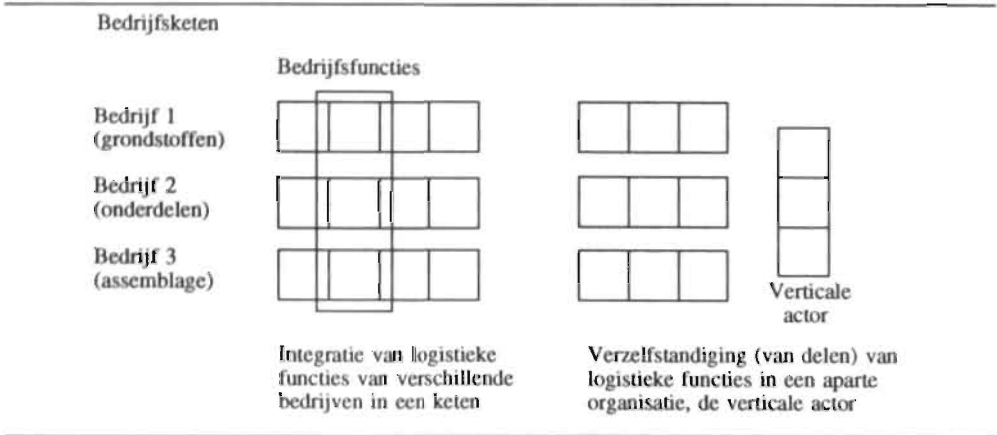 Bedrijfsketen
Bedrijfsfuncties
Bedrijf 1
(grondstoffen)
Bedrijf 2
(onderdelen)
Bedrijf 3
(assemblage)
Verticale
actor
Integratie van logistieke
functies van verschillende
bedrijven in een keten
Verzelfstandiging (van delen) van
logistieke functies in een aparte
organisatie, de verticale actor